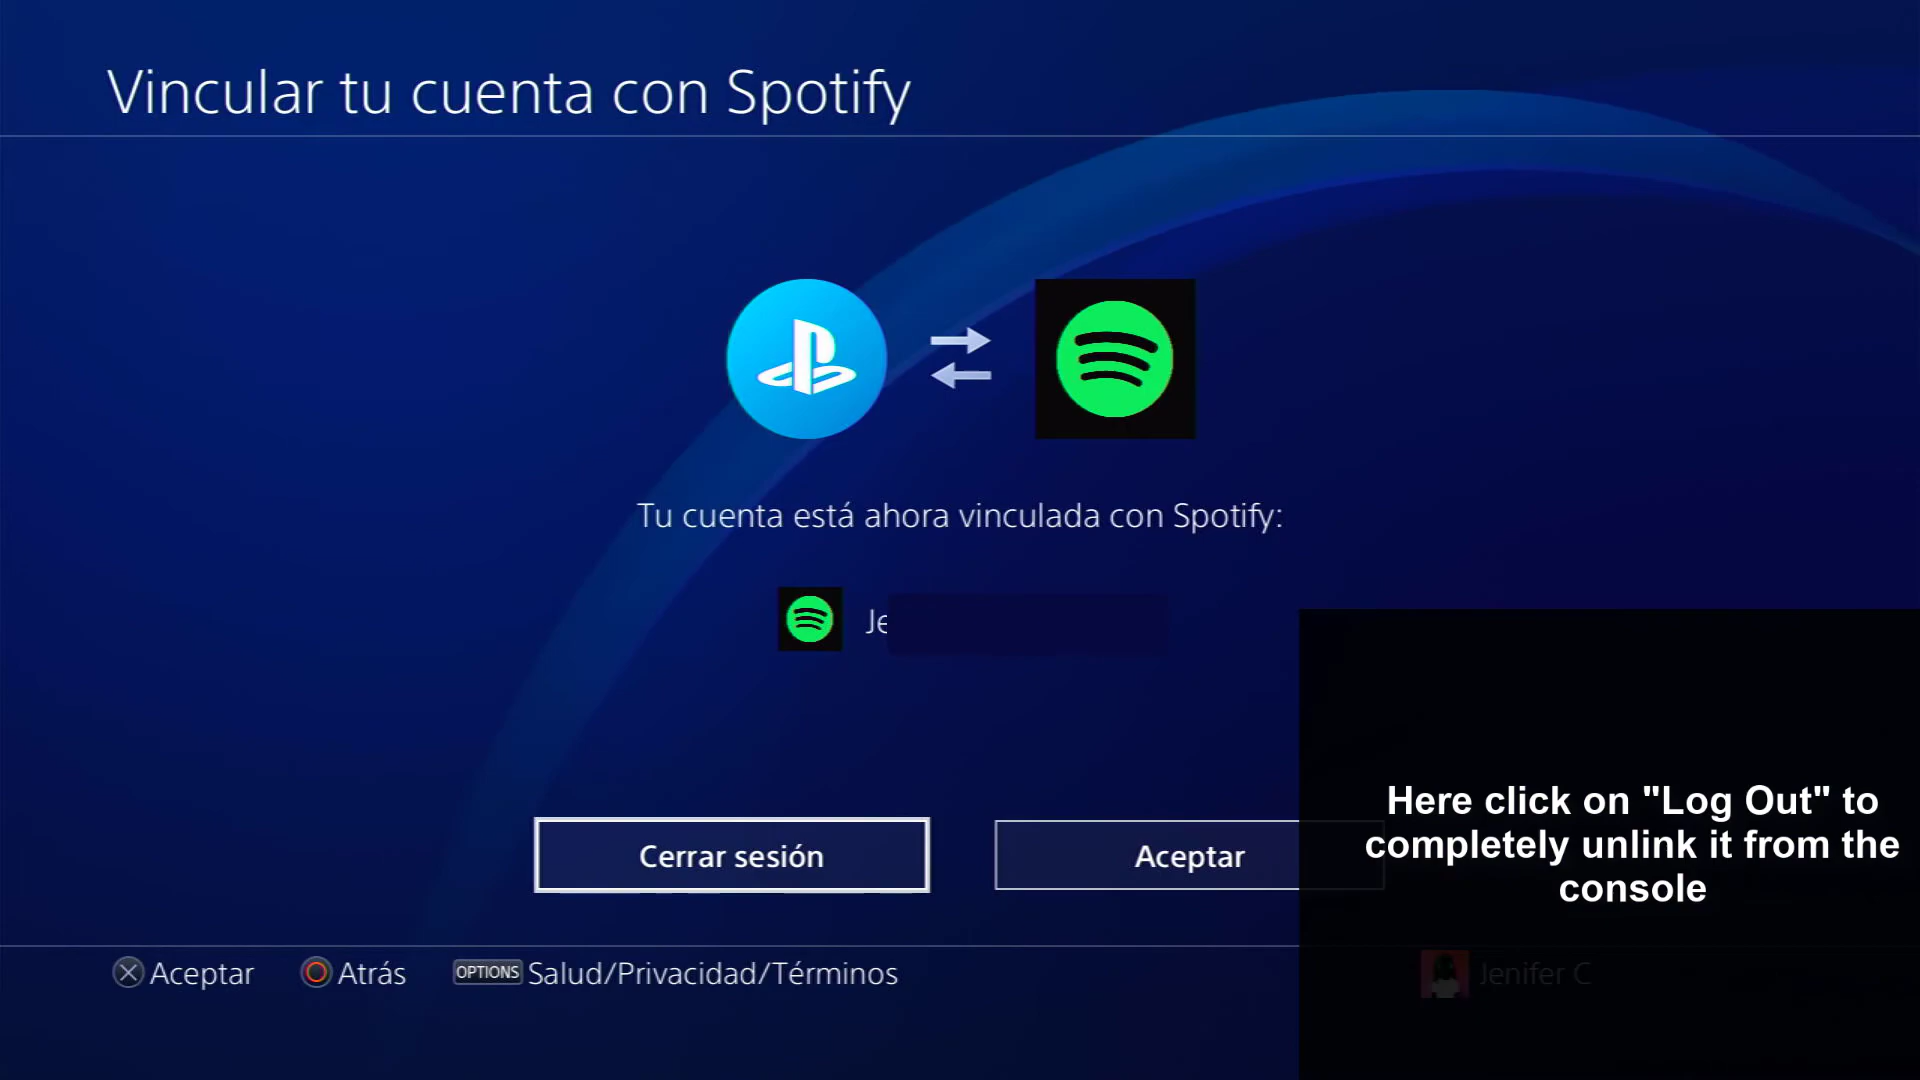 Vincular tu cuenta con Spotify
Tu cuenta está ahora vinculada con Spotify:
Je
Cerrar sesión
Aceptar
Here click on "Log Out" to
completely unlink it from the
console
Aceptar
Atrás
OPTIONS Salud/Privacidad/Términos
Jenifer C